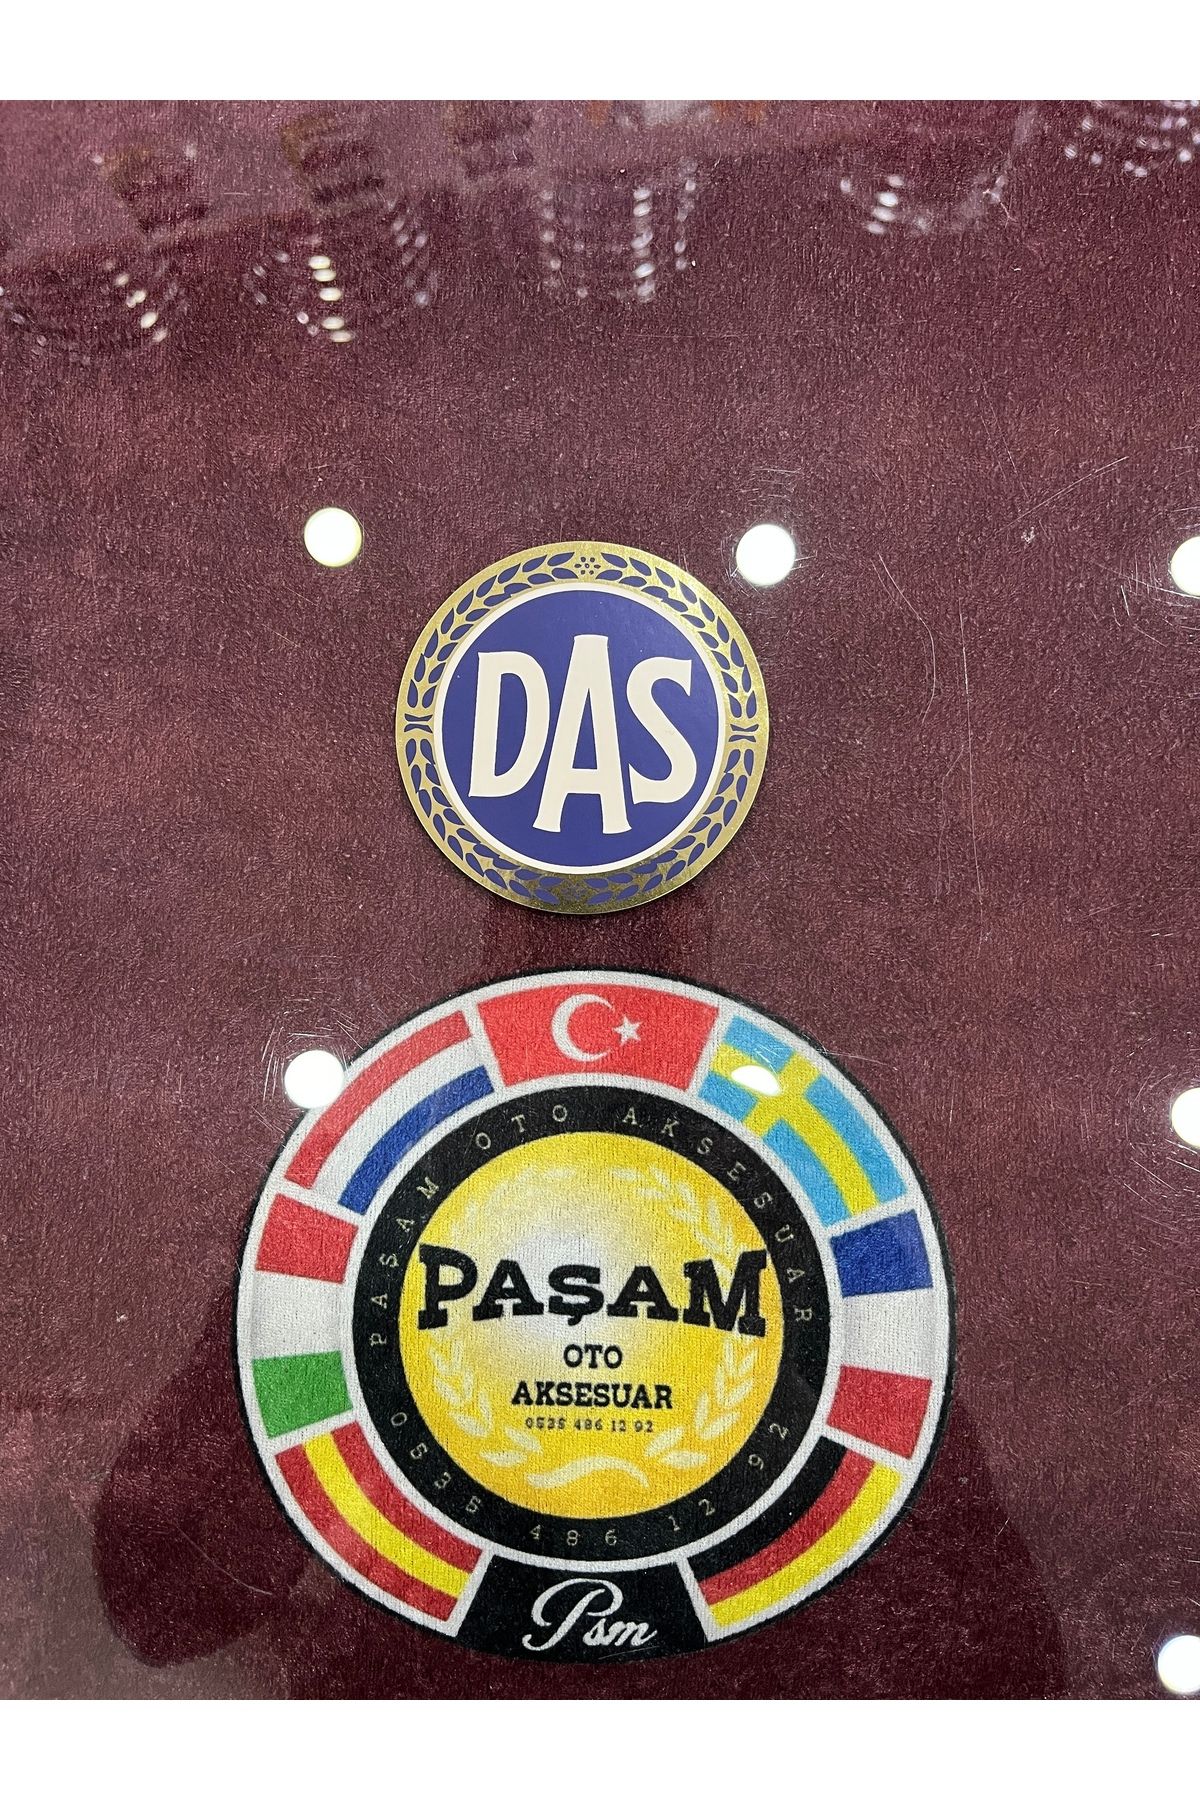 DAS
PAŞAM OTO AKSESUAR
PAŞAM
OTO
AKSESUAR
0535 486 12 92
0535 486 12 92
Psm